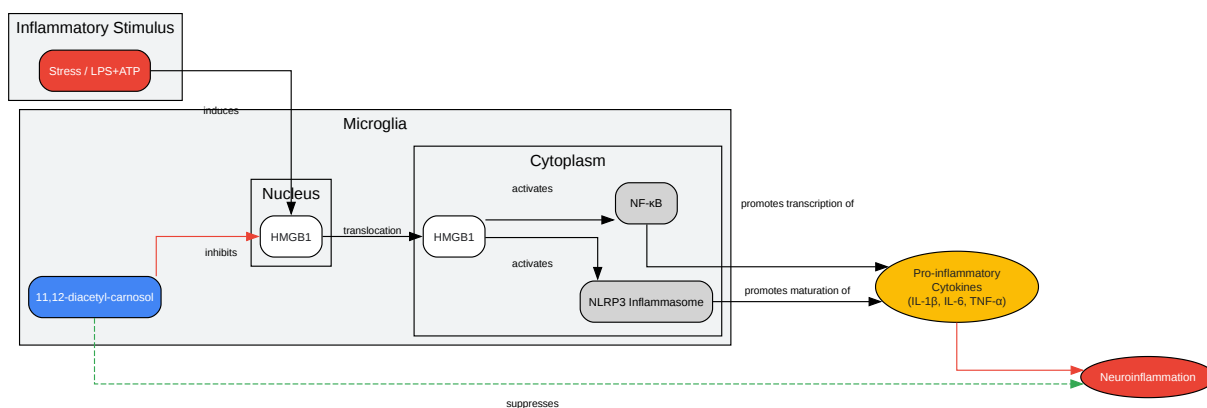 Inflammatory Stimulus
Stress / LPS+ATP
induces
Microglia
Cytoplasm
Nucleus
activates
NF-κB
promotes transcription of
HMGB1
translocation
HMGB1
inhibits
activates
Pro-inflammatory
Cytokines
(IL-1β, IL-6, TNF-α)
11,12-diacetyl-carnosol
NLRP3 Inflammasome
promotes maturation of
Neuroinflammation
suppresses